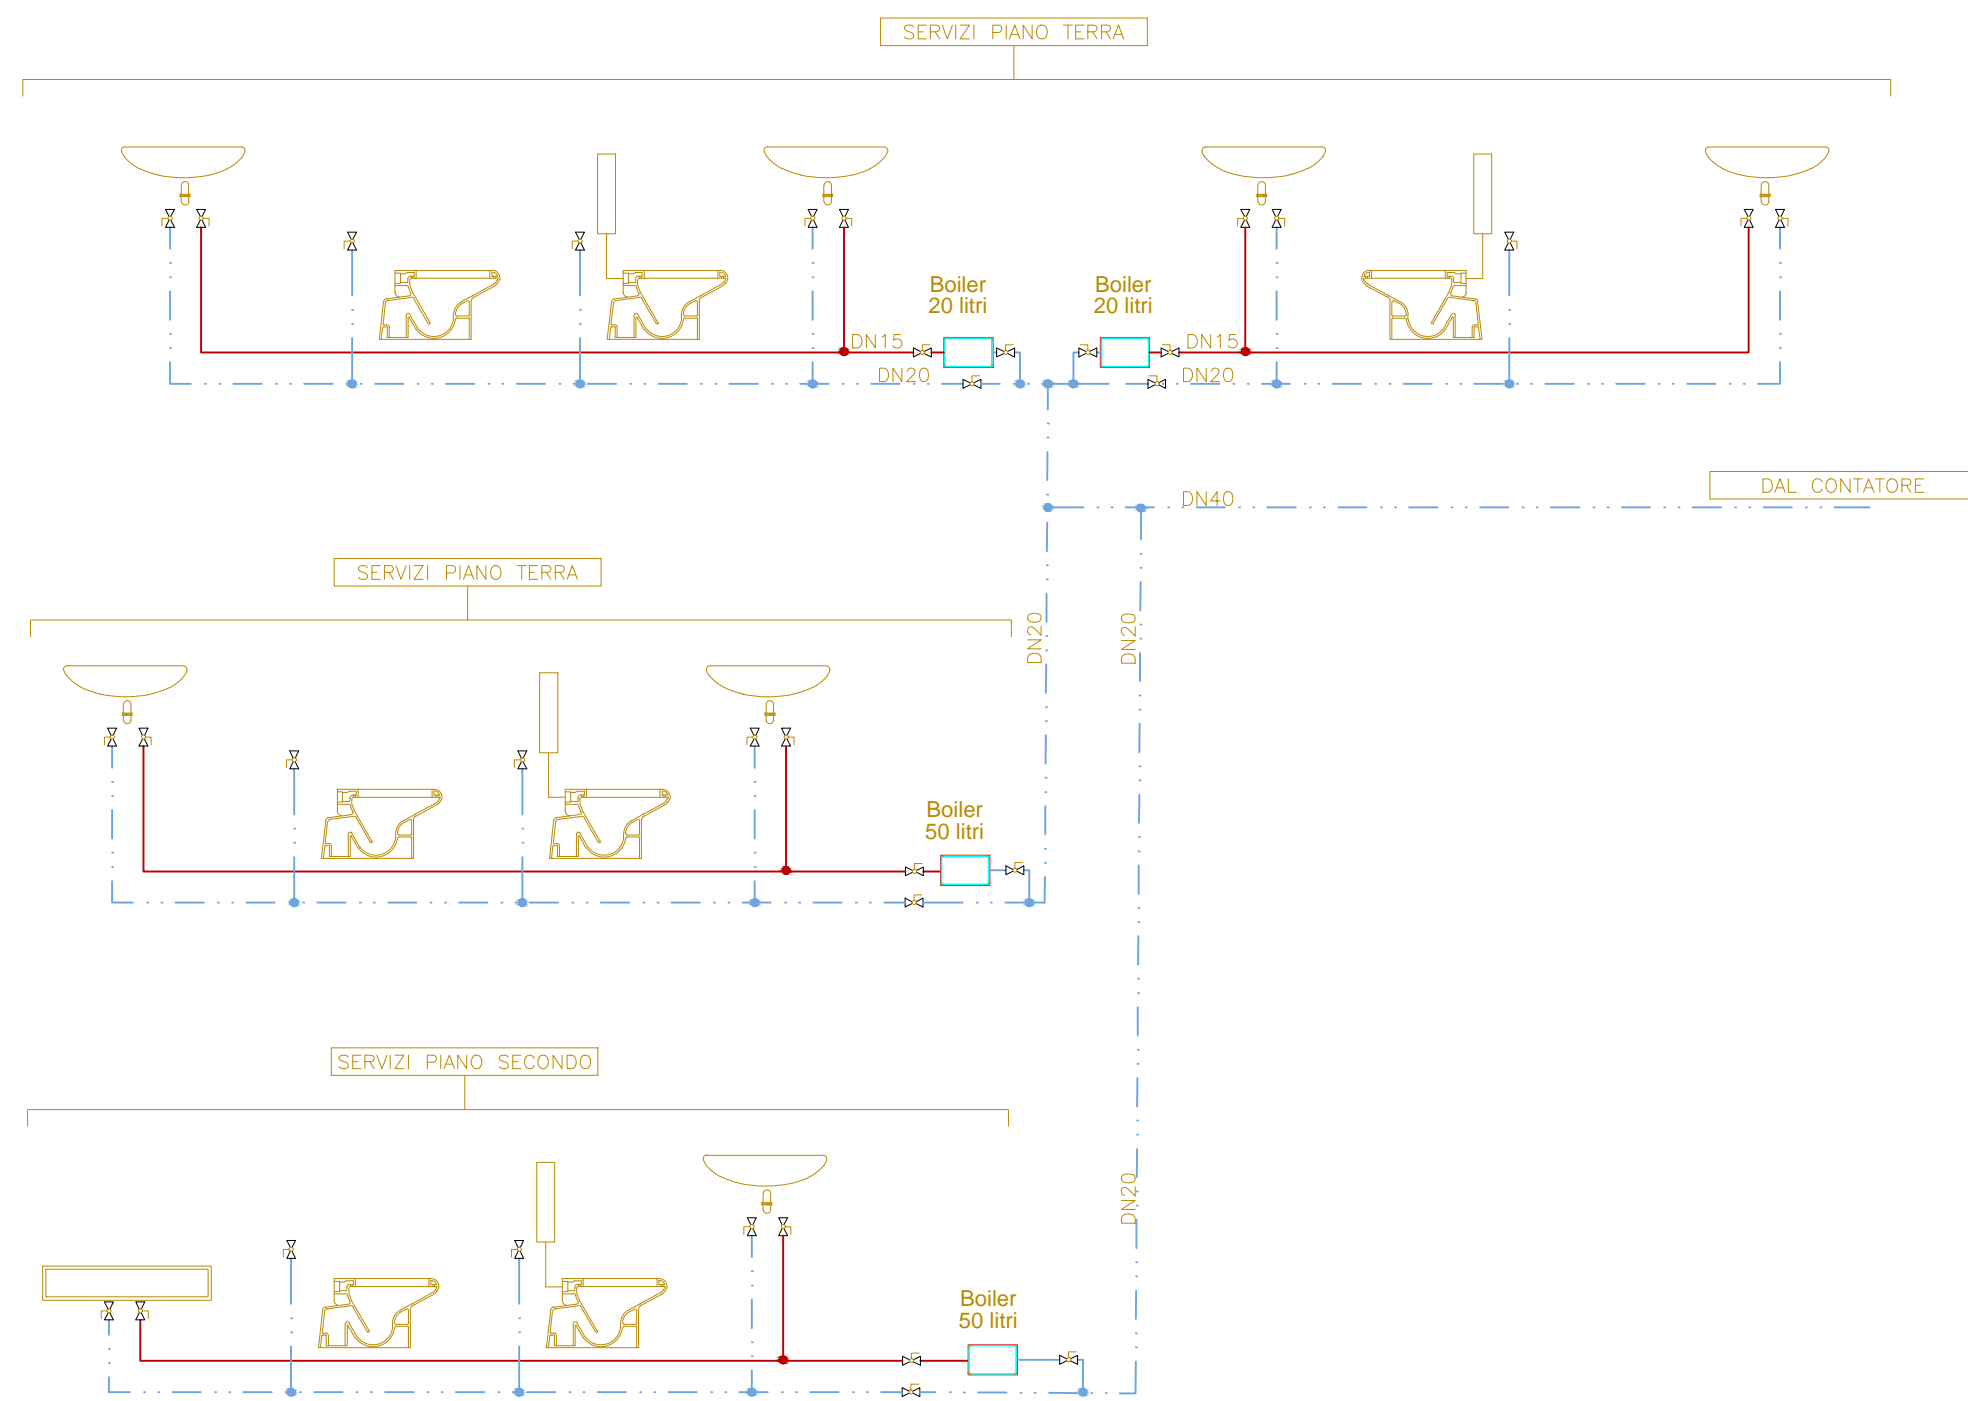 SERVIZI PIANO TERRA
Boiler
20 litri
Boiler
20 litri
DN15
DN15
DN20
DN20
DAL CONTATORE
DN40
SERVIZI PIANO TERRA
DN20
DN20
Boiler
50 litri
SERVIZI PIANO SECONDO
DN20
Boiler
50 litri